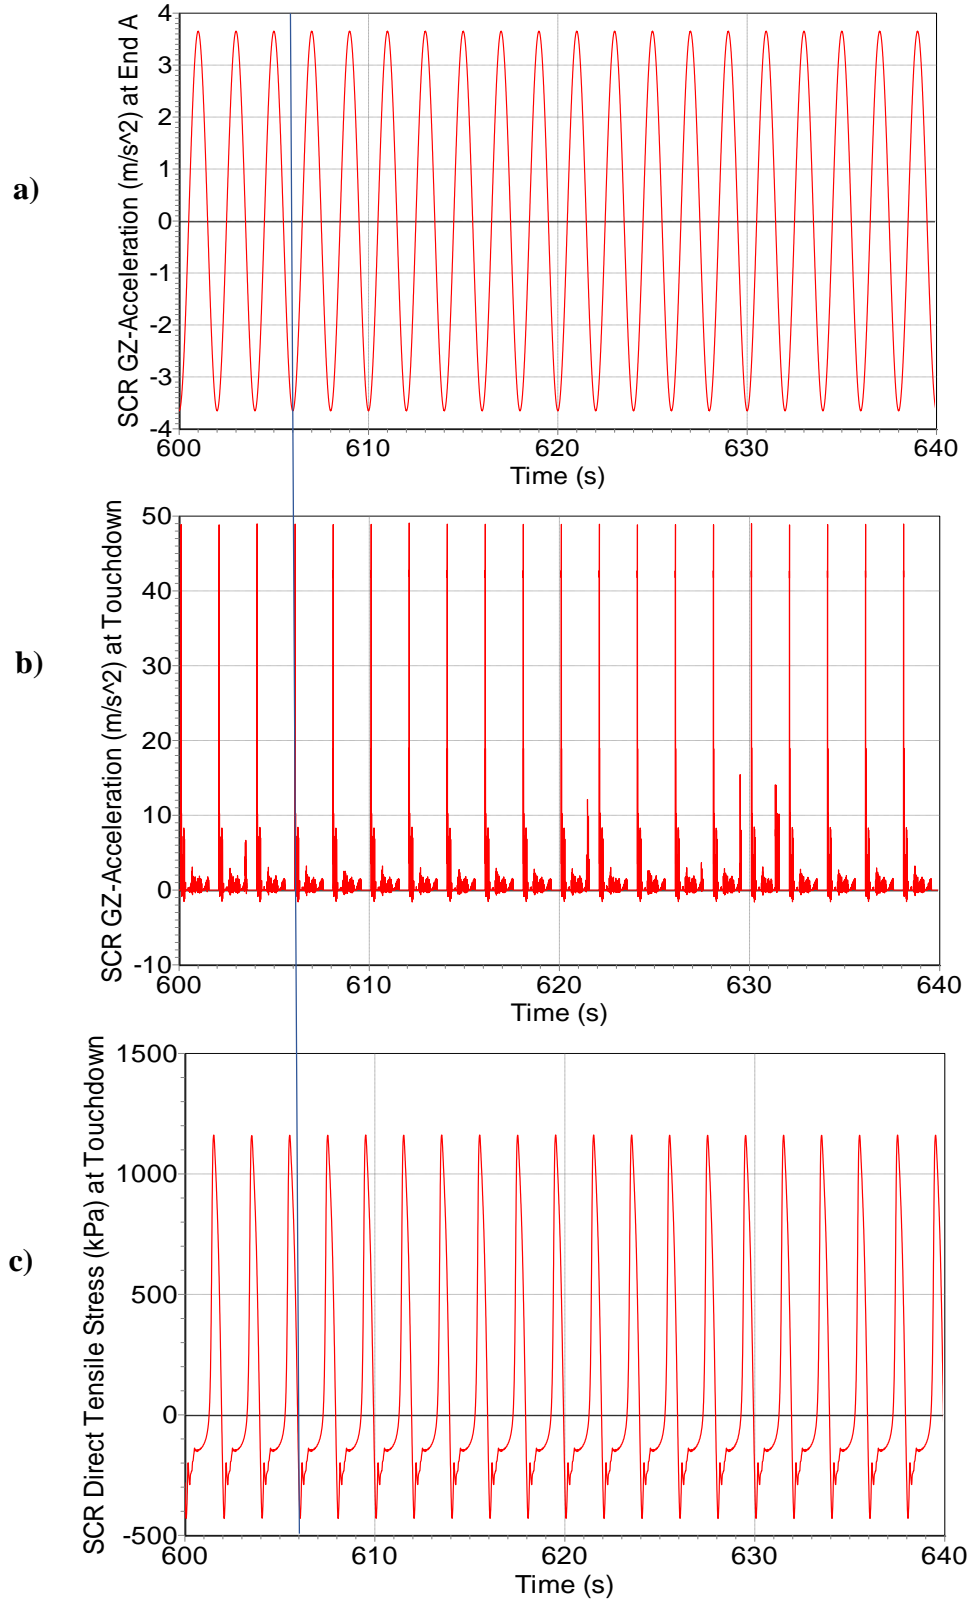 a)
SCR GZ-Acceleration (m/s^2) at End A
4
3
2
1
0
-1
-2
-3
-4
600 610 620 630 640
Time (s)
b)
SCR GZ-Acceleration (m/s^2) at Touchdown
50
40
30
20
10
0
-10
600 610 620 630 640
Time (s)
c)
SCR Direct Tensile Stress (kPa) at Touchdown
1500
1000
500
0
-500
600 610 620 630 640
Time (s)